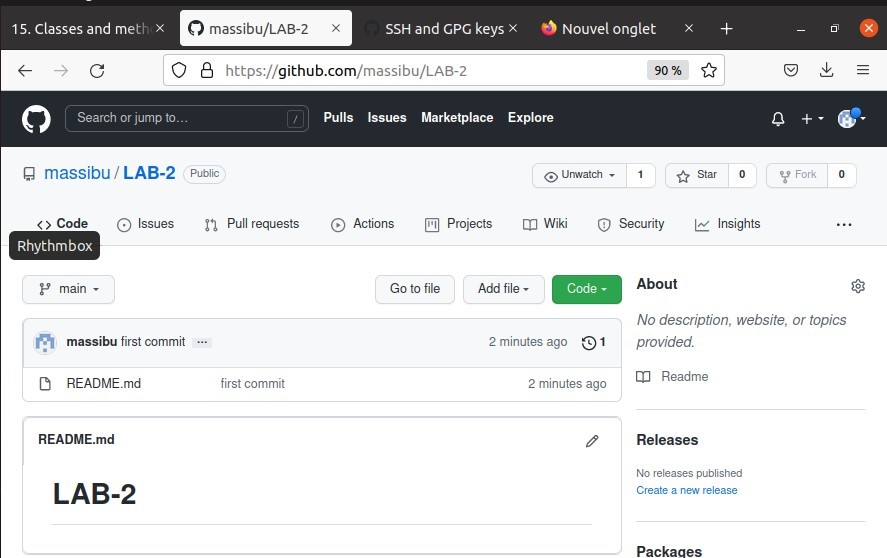 15. Classes and meth
massibu/LAB-2
SSH and GPG keys
Nouvel onglet
https://github.com/massibu/LAB-2
90 %
Search or jump to…
/
Pulls
Issues
Marketplace
Explore
massibu / LAB-2
Public
Unwatch
1
Star
0
Fork
0
Code
Issues
Pull requests
Actions
Projects
Wiki
Security
Insights
Rhythmbox
main
Go to file
Add file
Code
massibu first commit
2 minutes ago
1
README.md
first commit
2 minutes ago
README.md
LAB-2
About
No description, website, or topics
provided.
Readme
Releases
No releases published
Create a new release
Packages